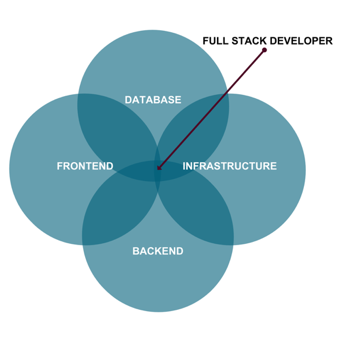 FULL STACK DEVELOPER
DATABASE
FRONTEND
INFRASTRUCTURE
BACKEND